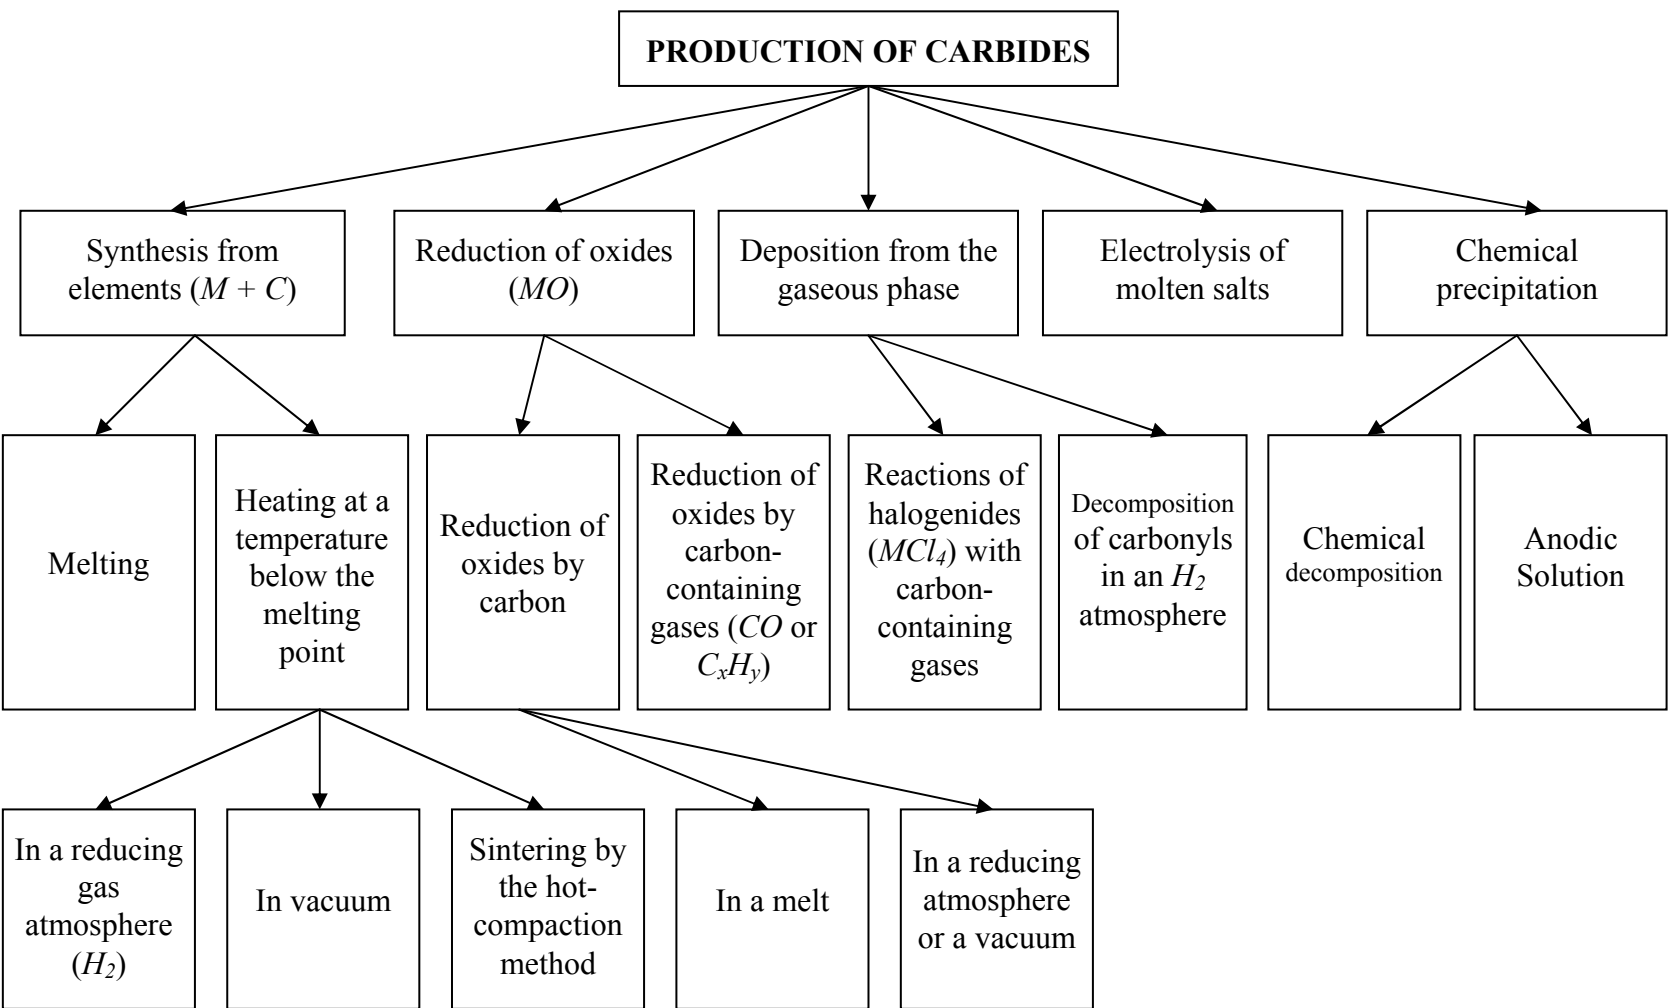 PRODUCTION OF CARBIDES
Synthesis from
elements (M + C)
Reduction of oxides
(MO)
Deposition from the
gaseous phase
Electrolysis of
molten salts
Chemical
precipitation
Melting
Heating at a
temperature
below the
melting
point
Reduction of
oxides by
carbon
Reduction of
oxides by
carbon-
containing
gases (CO or
CₓHᵧ)
Reactions of
halogenides
(MCl₄) with
carbon-
containing
gases
Decomposition
of carbonyls
in an H₂
atmosphere
Chemical
decomposition
Anodic
Solution
In a reducing
gas
atmosphere
(H₂)
In vacuum
Sintering by
the hot-
compaction
method
In a melt
In a reducing
atmosphere
or a vacuum